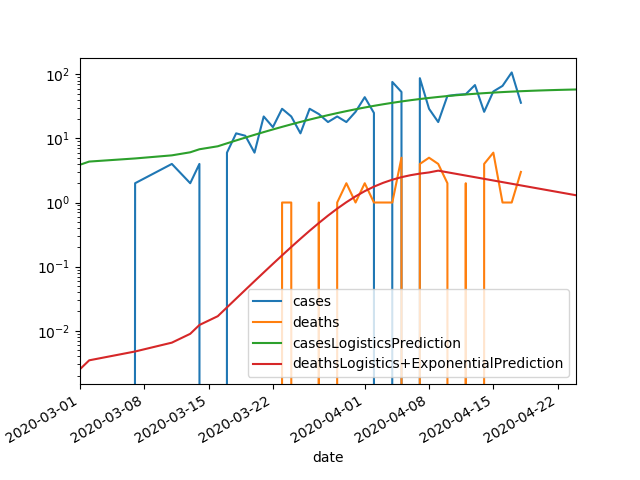 10²
10¹
10⁰
10⁻¹
10⁻²
cases
deaths
casesLogisticsPrediction
deathsLogistics+ExponentialPrediction
2020-03-01
2020-03-08
2020-03-15
2020-03-22
2020-04-01
2020-04-08
2020-04-15
2020-04-22
date